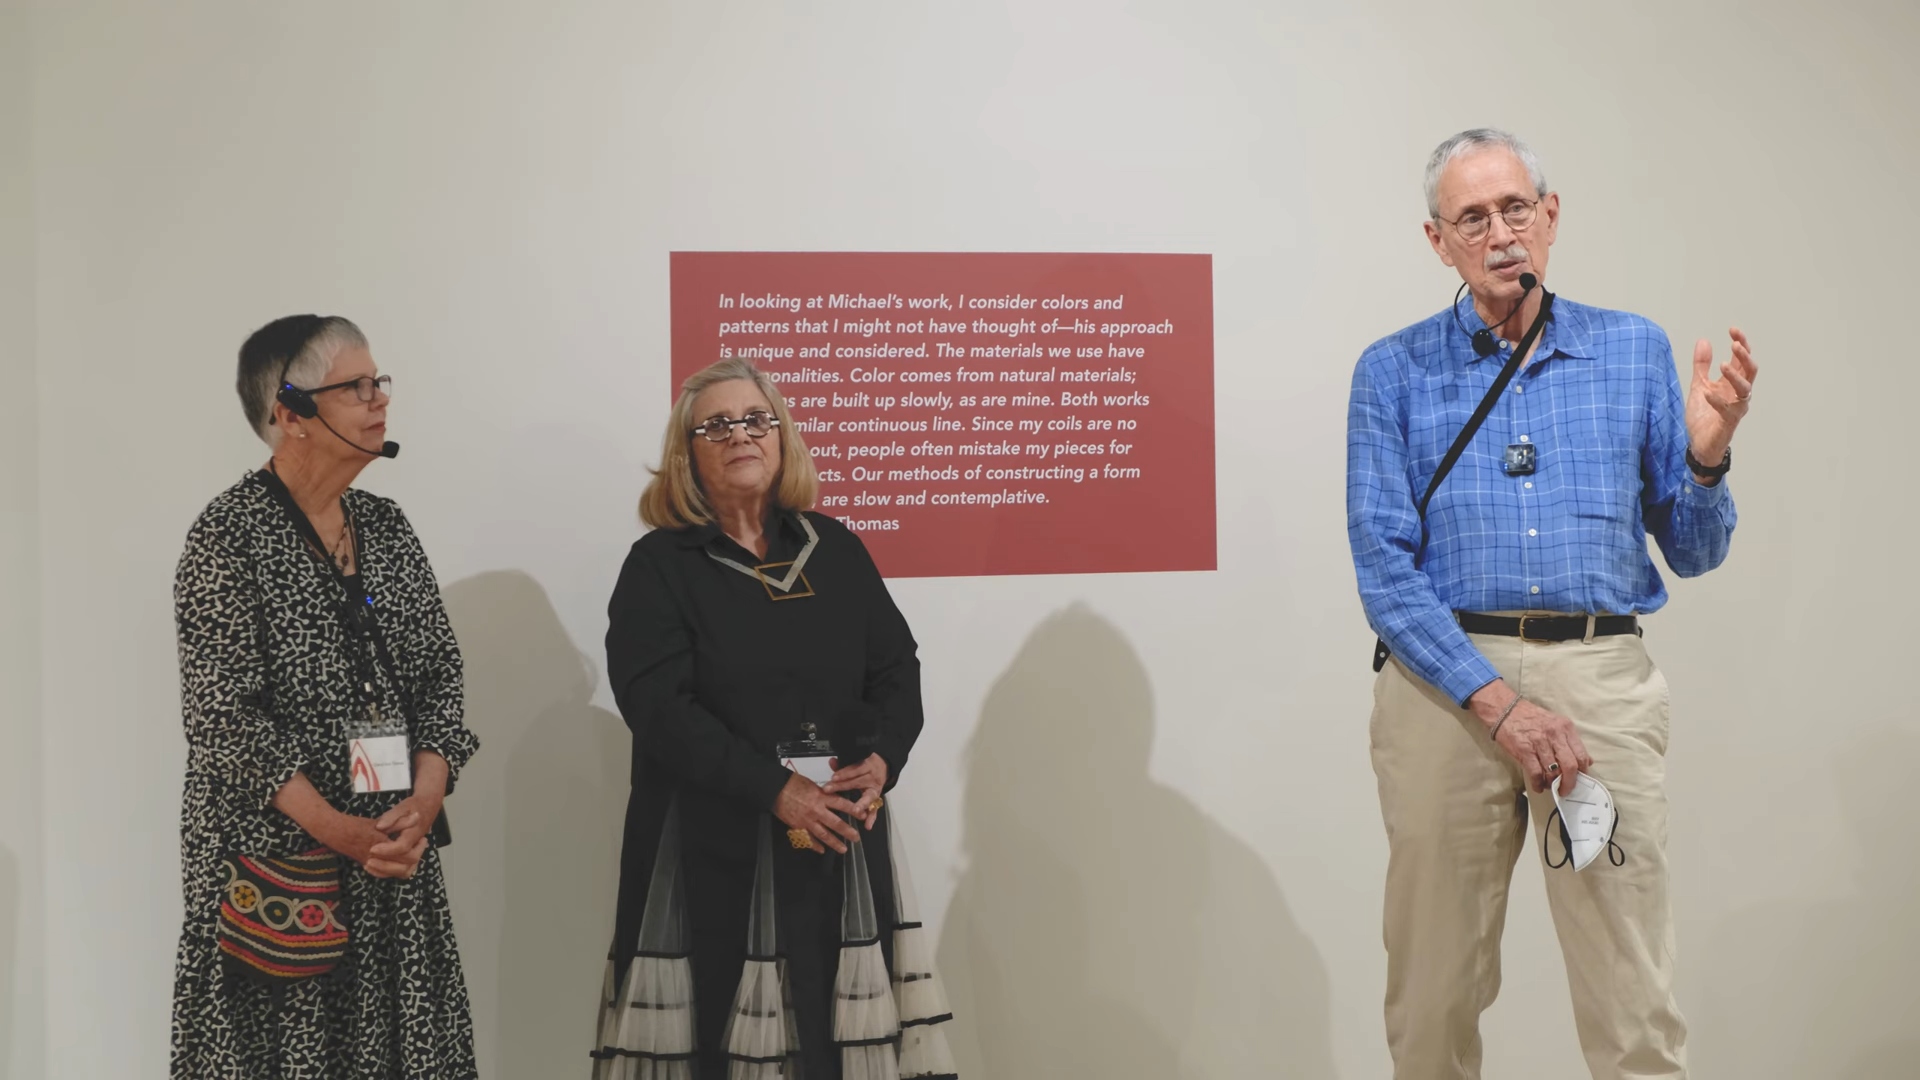 In looking at Michael's work, I consider colors and
patterns that I might not have thought of—his approach
is unique and considered. The materials we use have
onalities. Color comes from natural materials;
s are built up slowly, as are mine. Both works
milar continuous line. Since my coils are no
out, people often mistake my pieces for
cts. Our methods of constructing a form
, are slow and contemplative.
Thomas